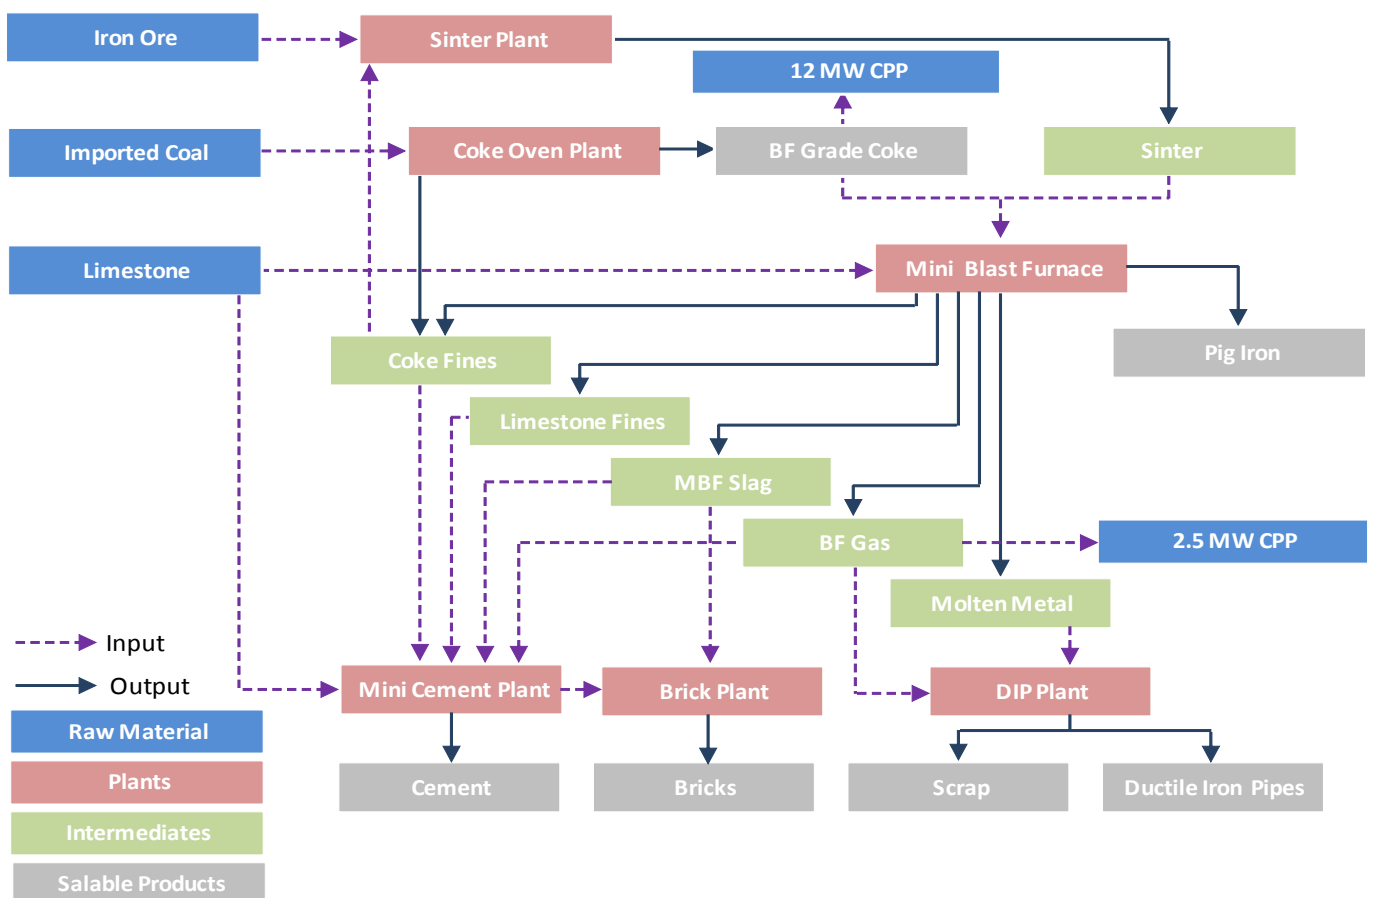 Iron Ore
Sinter Plant
12 MW CPP
Imported Coal
Coke Oven Plant
BF Grade Coke
Sinter
Limestone
Mini Blast Furnace
Coke Fines
Pig Iron
Limestone Fines
MBF Slag
BF Gas
2.5 MW CPP
Molten Metal
Input
Output
Mini Cement Plant
Brick Plant
DIP Plant
Raw Material
Plants
Cement
Bricks
Scrap
Ductile Iron Pipes
Intermediates
Salable Products